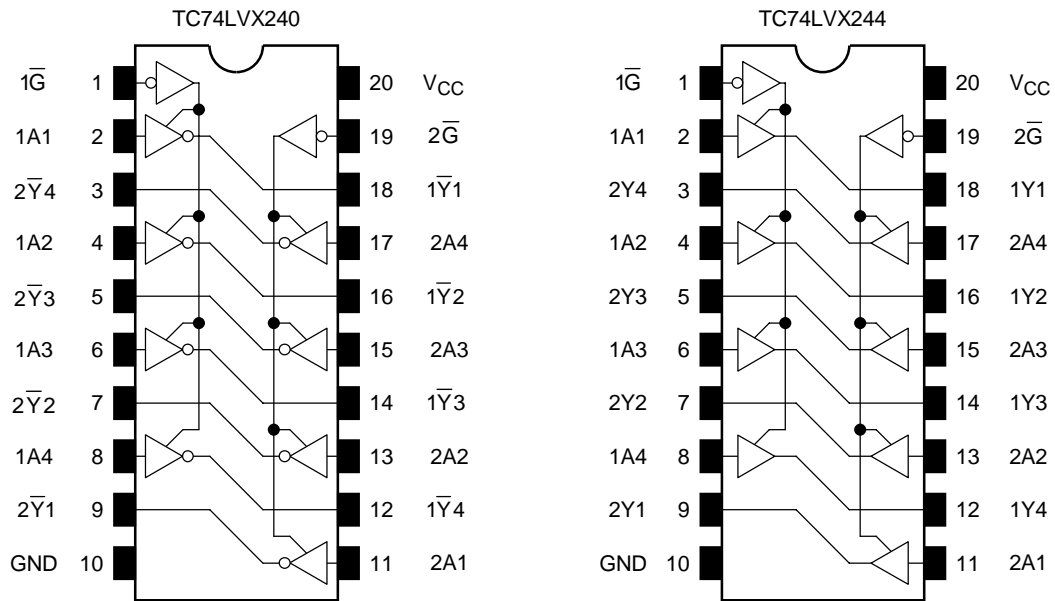 TC74LVX240
1G̅ 1 20 VCC
1A1 2 19 2G̅
2Y̅4 3 18 1Y̅1
1A2 4 17 2A4
2Y̅3 5 16 1Y̅2
1A3 6 15 2A3
2Y̅2 7 14 1Y̅3
1A4 8 13 2A2
2Y̅1 9 12 1Y̅4
GND 10 11 2A1
TC74LVX244
1G̅ 1 20 VCC
1A1 2 19 2G̅
2Y4 3 18 1Y1
1A2 4 17 2A4
2Y3 5 16 1Y2
1A3 6 15 2A3
2Y2 7 14 1Y3
1A4 8 13 2A2
2Y1 9 12 1Y4
GND 10 11 2A1